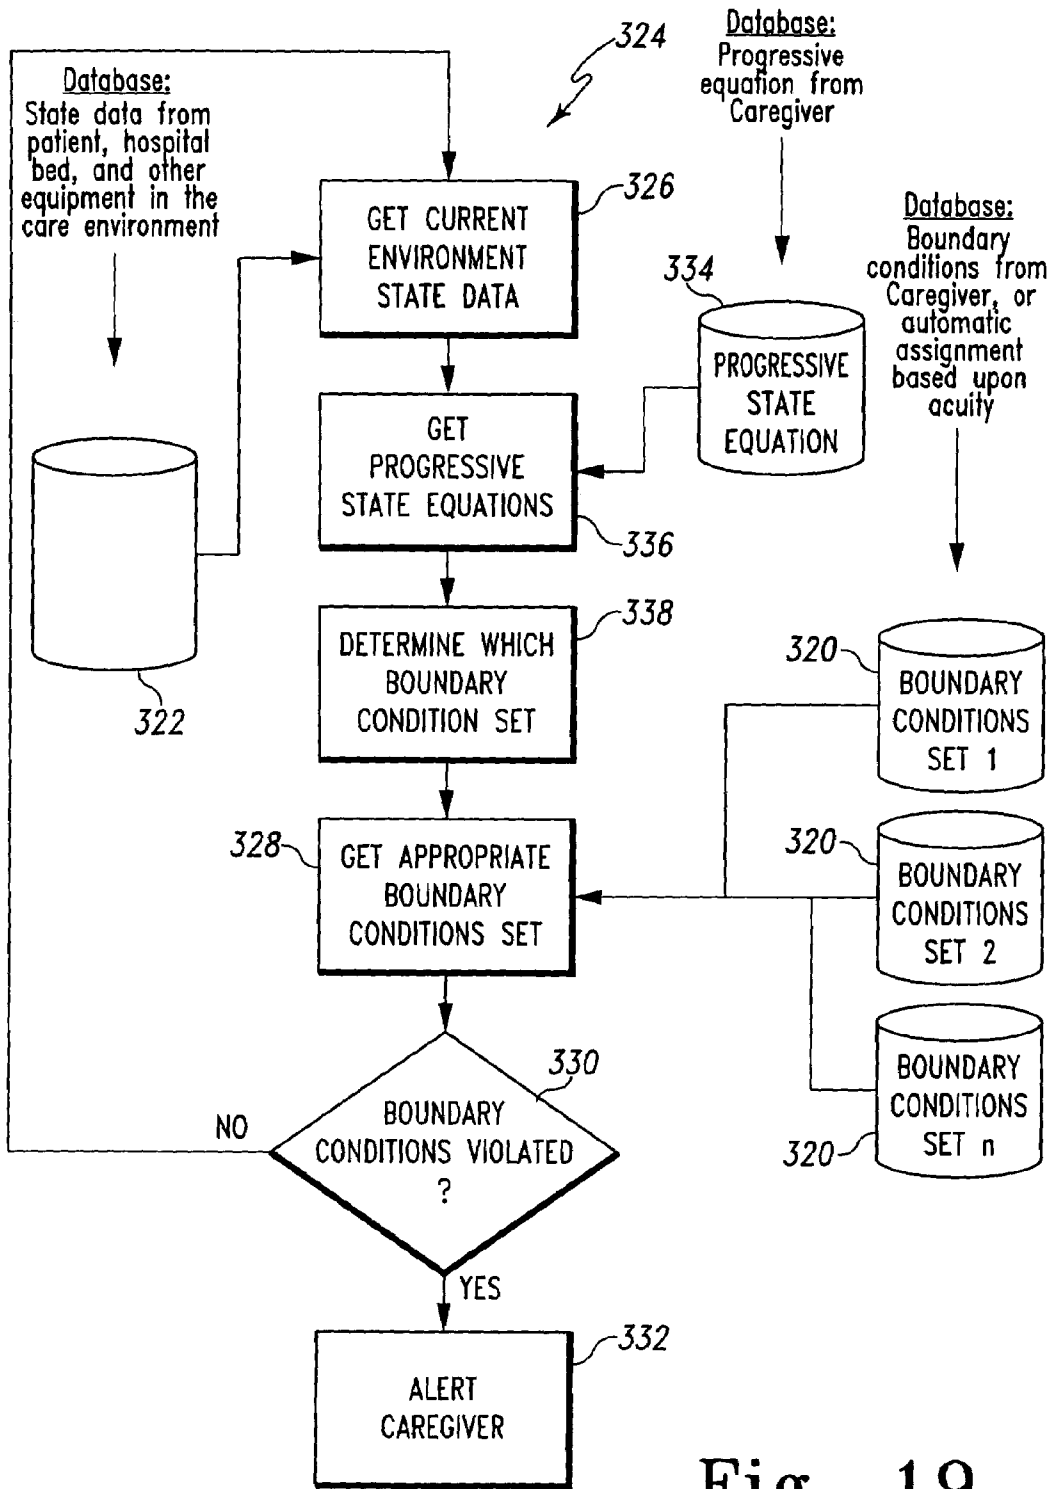 324
Database:
Progressive
equation from
Caregiver
Database:
State data from
patient, hospital
bed, and other
equipment in the
care environment
326
GET CURRENT
ENVIRONMENT
STATE DATA
Database:
Boundary
conditions from
Caregiver, or
automatic
assignment
based upon
acuity
334
PROGRESSIVE
STATE
EQUATION
GET
PROGRESSIVE
STATE EQUATIONS
336
322
338
DETERMINE WHICH
BOUNDARY
CONDITION SET
320
BOUNDARY
CONDITIONS
SET 1
328
GET APPROPRIATE
BOUNDARY
CONDITIONS SET
320
BOUNDARY
CONDITIONS
SET 2
330
BOUNDARY
CONDITIONS VIOLATED
?
NO
YES
BOUNDARY
CONDITIONS
SET n
320
332
ALERT
CAREGIVER
Fig. 19